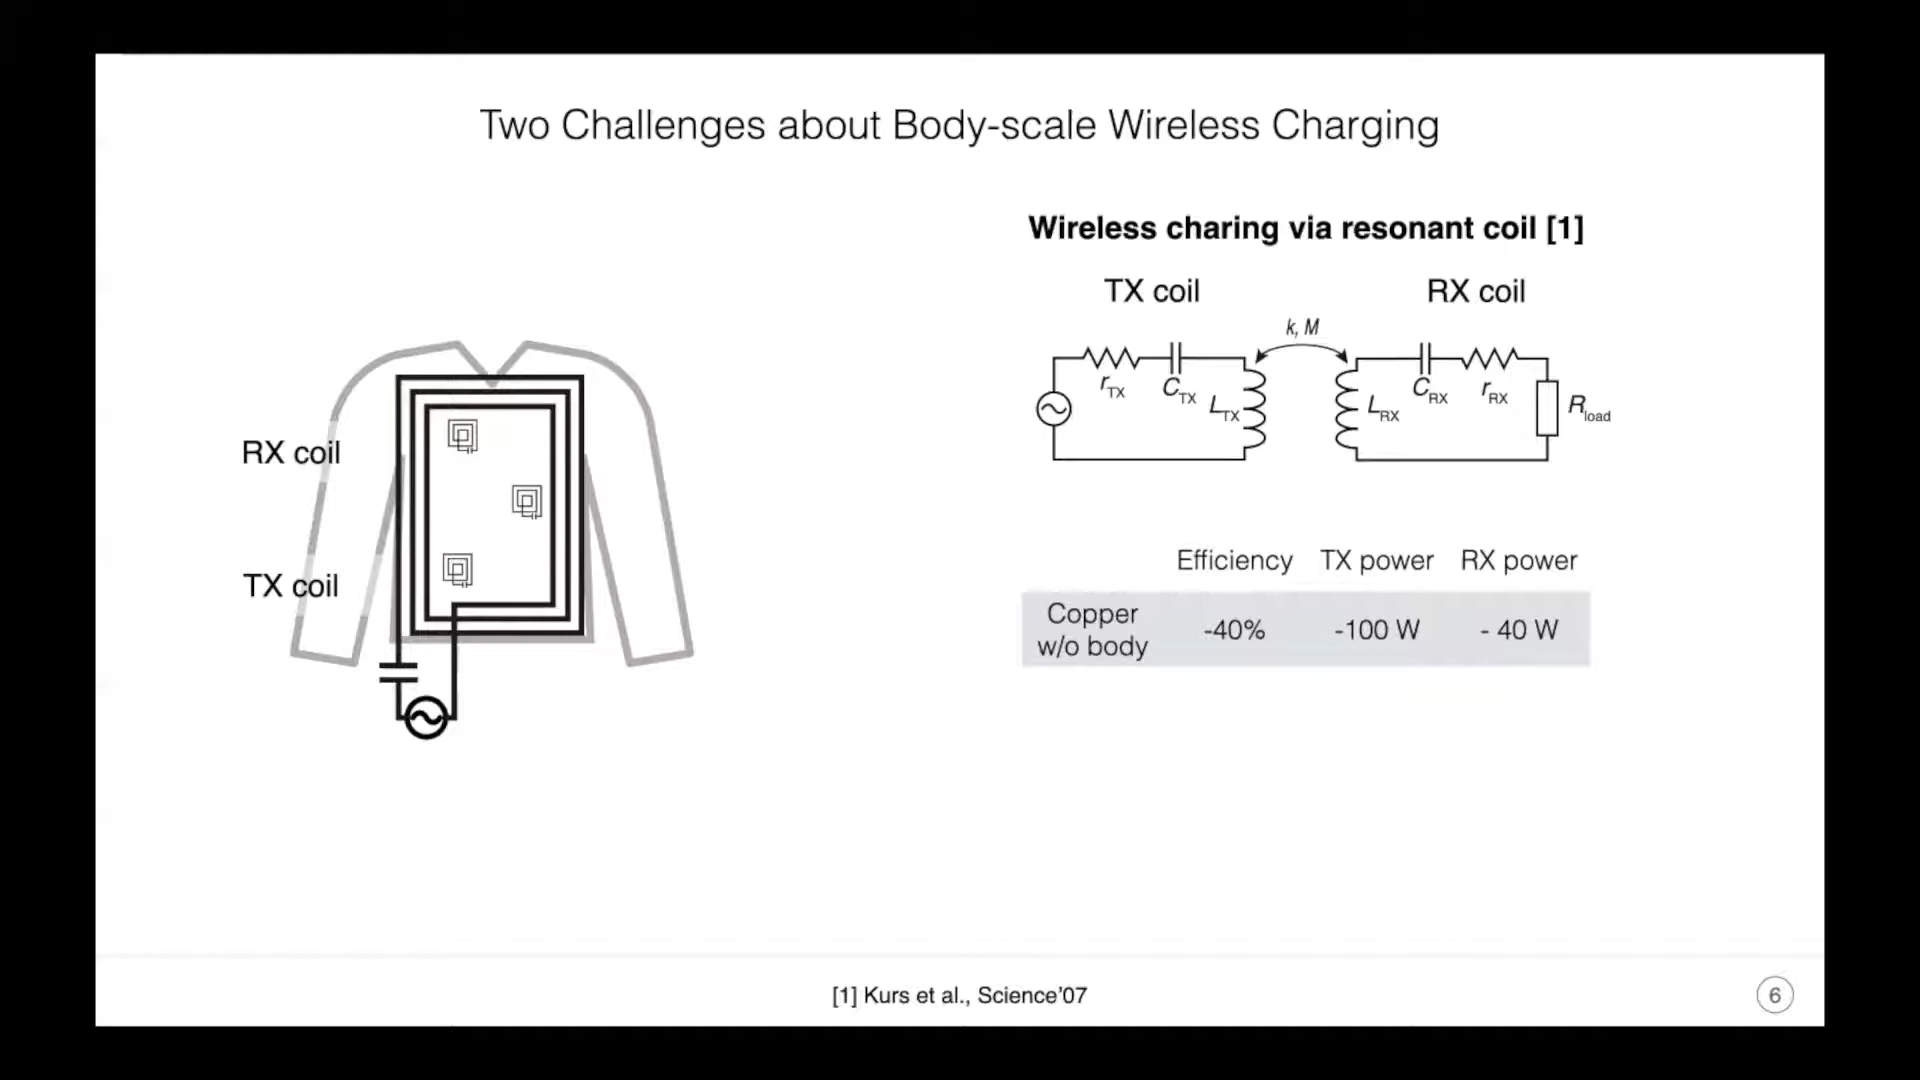 Two Challenges about Body-scale Wireless Charging
RX coil
TX coil
Wireless charing via resonant coil [1]
TX coil
RX coil
k, M
rTX
CTX
LTX
LRX
CRX
rRX
Rload
Efficiency TX power RX power
Copper
w/o body
-40% -100 W - 40 W
[1] Kurs et al., Science’07
6